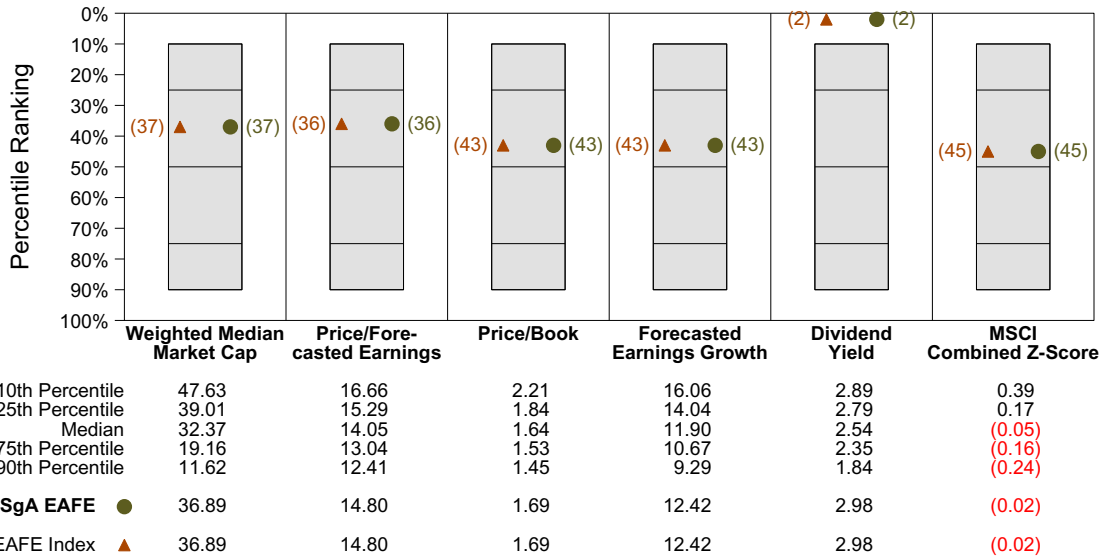 Percentile Ranking
0%
10%
20%
30%
40%
50%
60%
70%
80%
90%
100%
(37) (37)
(36) (36)
(43) (43)
(43) (43)
(2) (2)
(45) (45)
Weighted Median Market Cap
Price/Fore-casted Earnings
Price/Book
Forecasted Earnings Growth
Dividend Yield
MSCI Combined Z-Score
10th Percentile 47.63 16.66 2.21 16.06 2.89 0.39
25th Percentile 39.01 15.29 1.84 14.04 2.79 0.17
Median 32.37 14.05 1.64 11.90 2.54 (0.05)
75th Percentile 19.16 13.04 1.53 10.67 2.35 (0.16)
90th Percentile 11.62 12.41 1.45 9.29 1.84 (0.24)
SgA EAFE 36.89 14.80 1.69 12.42 2.98 (0.02)
EAFE Index 36.89 14.80 1.69 12.42 2.98 (0.02)